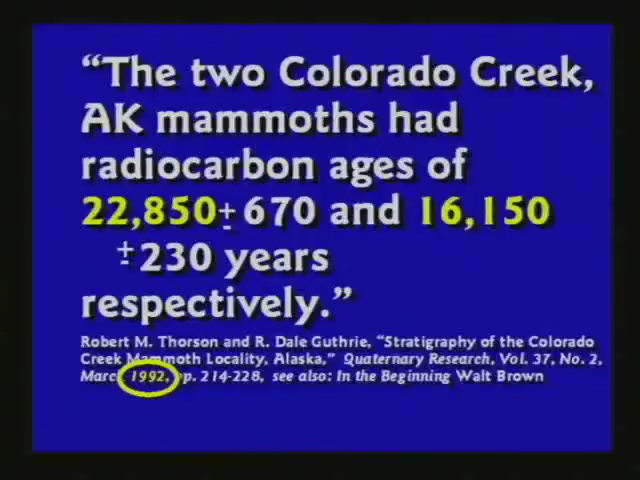 “The two Colorado Creek,
AK mammoths had
radiocarbon ages of
22,850± 670 and 16,150
±230 years
respectively.”
Robert M. Thorson and R. Dale Guthrie, “Stratigraphy of the Colorado
Creek Mammoth Locality, Alaska,” Quaternary Research, Vol. 37, No. 2,
March 1992, pp. 214-228, see also: In the Beginning Walt Brown